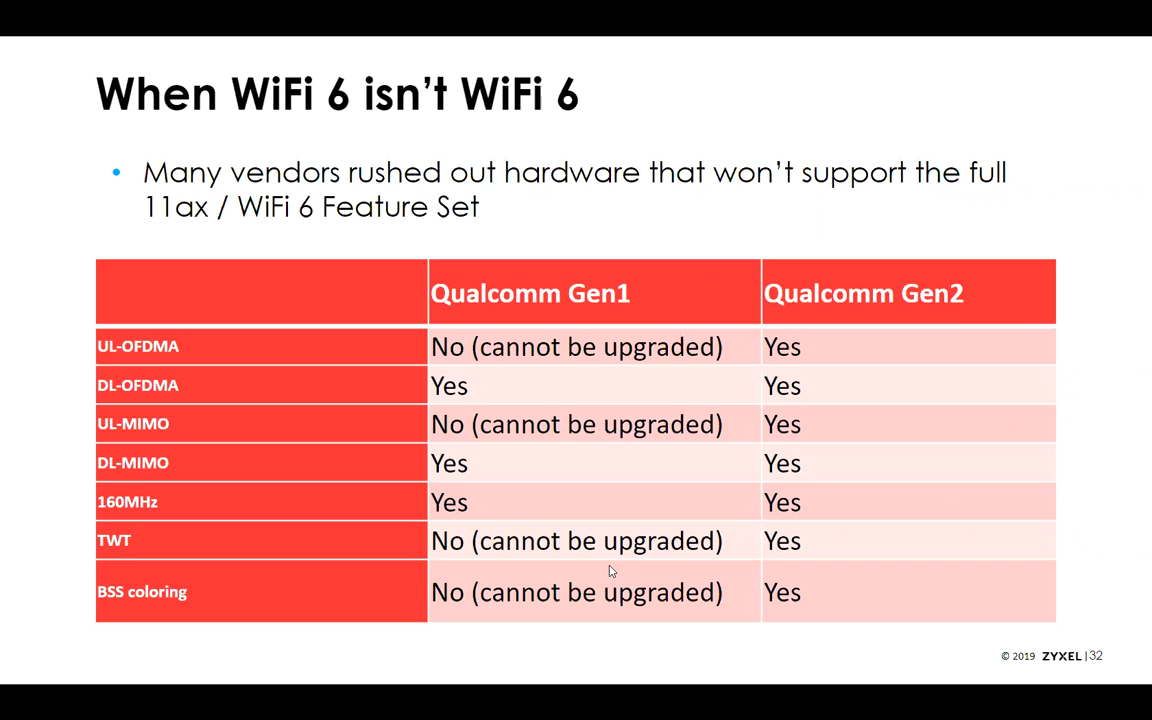 When WiFi 6 isn't WiFi 6
• Many vendors rushed out hardware that won't support the full
11ax / WiFi 6 Feature Set
Qualcomm Gen1 Qualcomm Gen2
UL-OFDMA No (cannot be upgraded) Yes
DL-OFDMA Yes Yes
UL-MIMO No (cannot be upgraded) Yes
DL-MIMO Yes Yes
160MHz Yes Yes
TWT No (cannot be upgraded) Yes
BSS coloring No (cannot be upgraded) Yes
© 2019 ZYXEL | 32